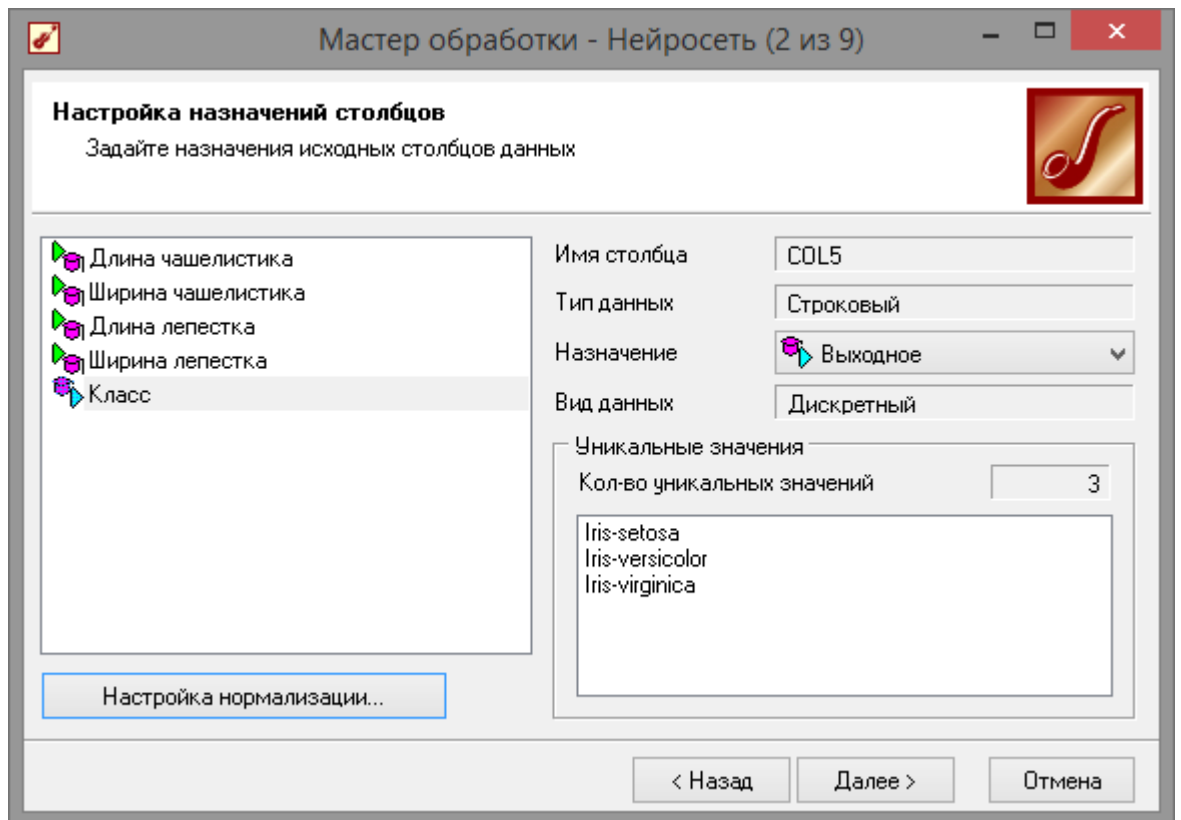 Мастер обработки - Нейросеть (2 из 9)
Настройка назначений столбцов
Задайте назначения исходных столбцов данных
Длина чашелистика
Ширина чашелистика
Длина лепестка
Ширина лепестка
Класс
Настройка нормализации...
Имя столбца COL5
Тип данных Строковый
Назначение Выходное
Вид данных Дискретный
Уникальные значения
Кол-во уникальных значений 3
Iris-setosa
Iris-versicolor
Iris-virginica
< Назад Далее > Отмена